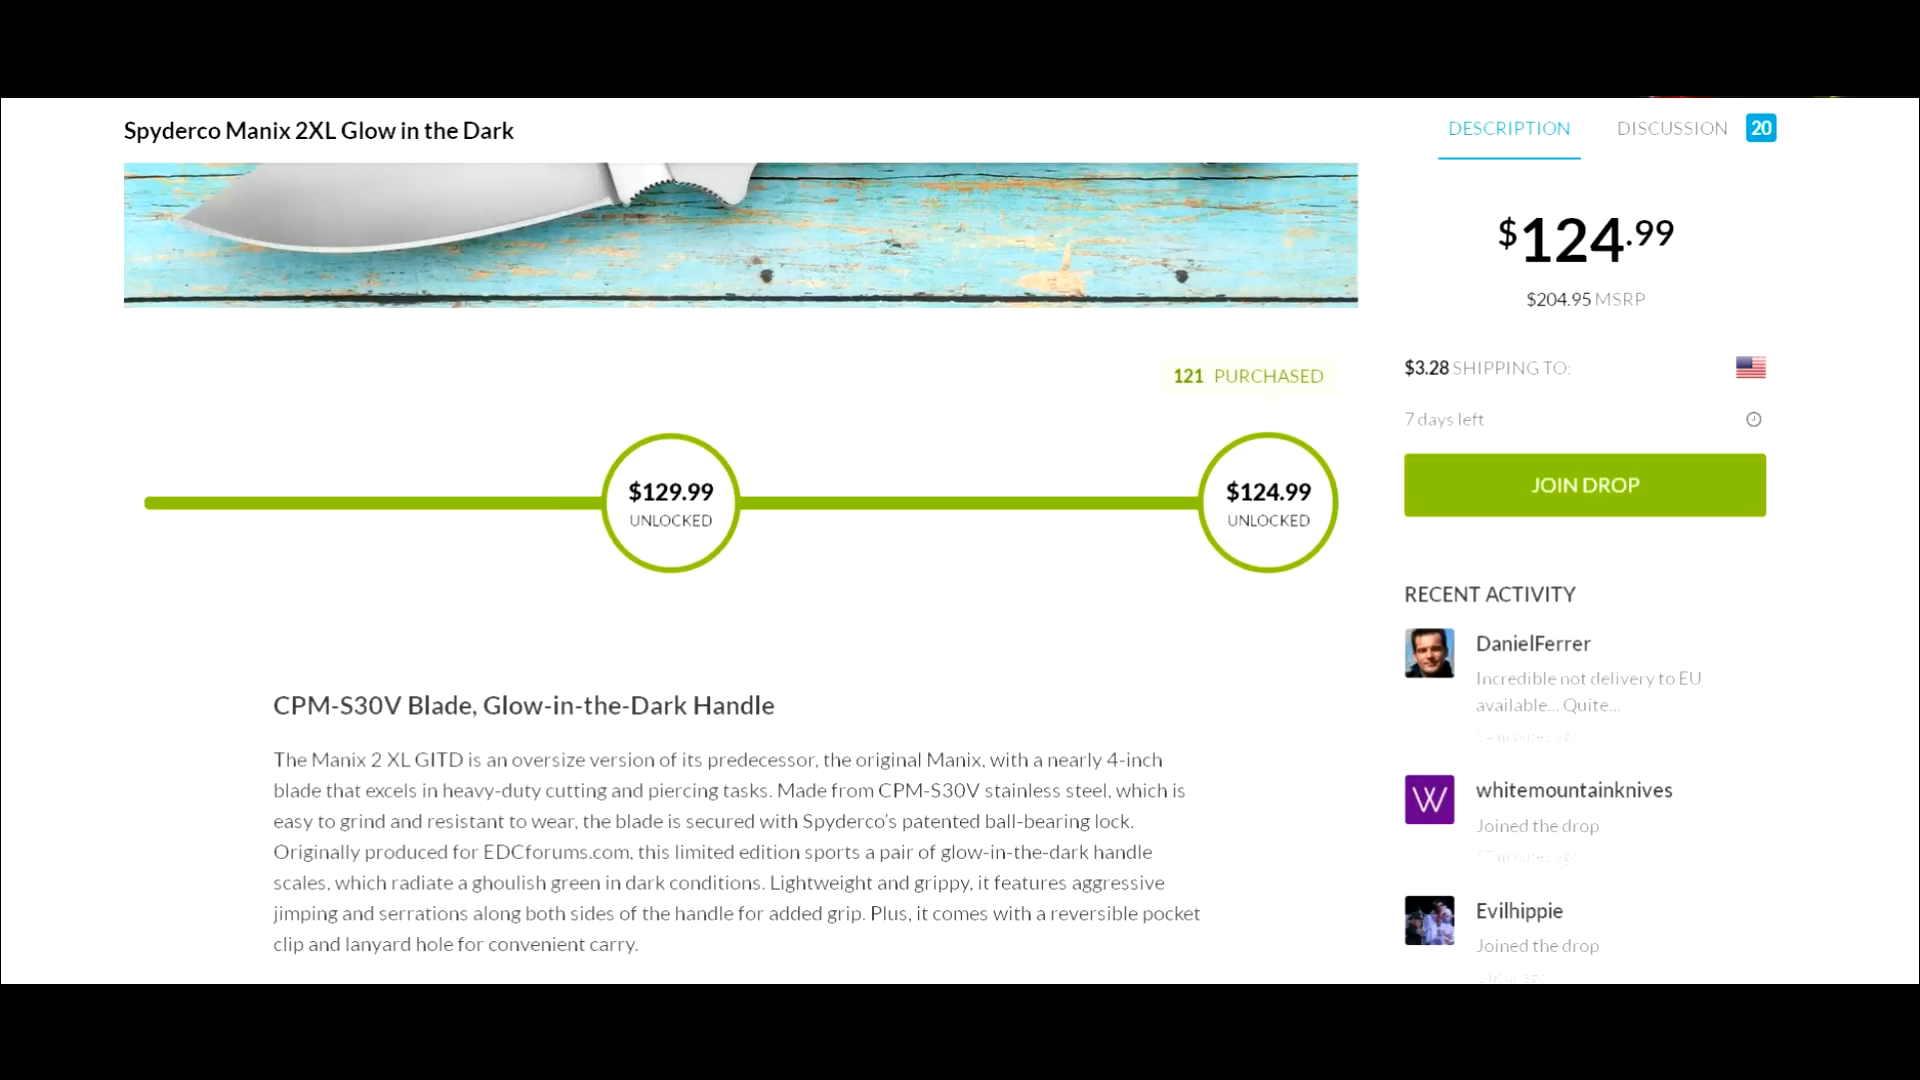 Spyderco Manix 2XL Glow in the Dark
DESCRIPTION
DISCUSSION 20
$124.99
$204.95 MSRP
121 PURCHASED
$3.28 SHIPPING TO:
7 days left
$129.99
UNLOCKED
$124.99
UNLOCKED
JOIN DROP
CPM-S30V Blade, Glow-in-the-Dark Handle
The Manix 2 XL GITD is an oversize version of its predecessor, the original Manix, with a nearly 4-inch
blade that excels in heavy-duty cutting and piercing tasks. Made from CPM-S30V stainless steel, which is
easy to grind and resistant to wear, the blade is secured with Spyderco's patented ball-bearing lock.
Originally produced for EDCforums.com, this limited edition sports a pair of glow-in-the-dark handle
scales, which radiate a ghoulish green in dark conditions. Lightweight and grippy, it features aggressive
jimping and serrations along both sides of the handle for added grip. Plus, it comes with a reversible pocket
clip and lanyard hole for convenient carry.
RECENT ACTIVITY
DanielFerrer
Incredible not delivery to EU
available... Quite...
minutes ago
W
whitemountainknives
Joined the drop
minutes ago
Evilhippie
Joined the drop
hour ago